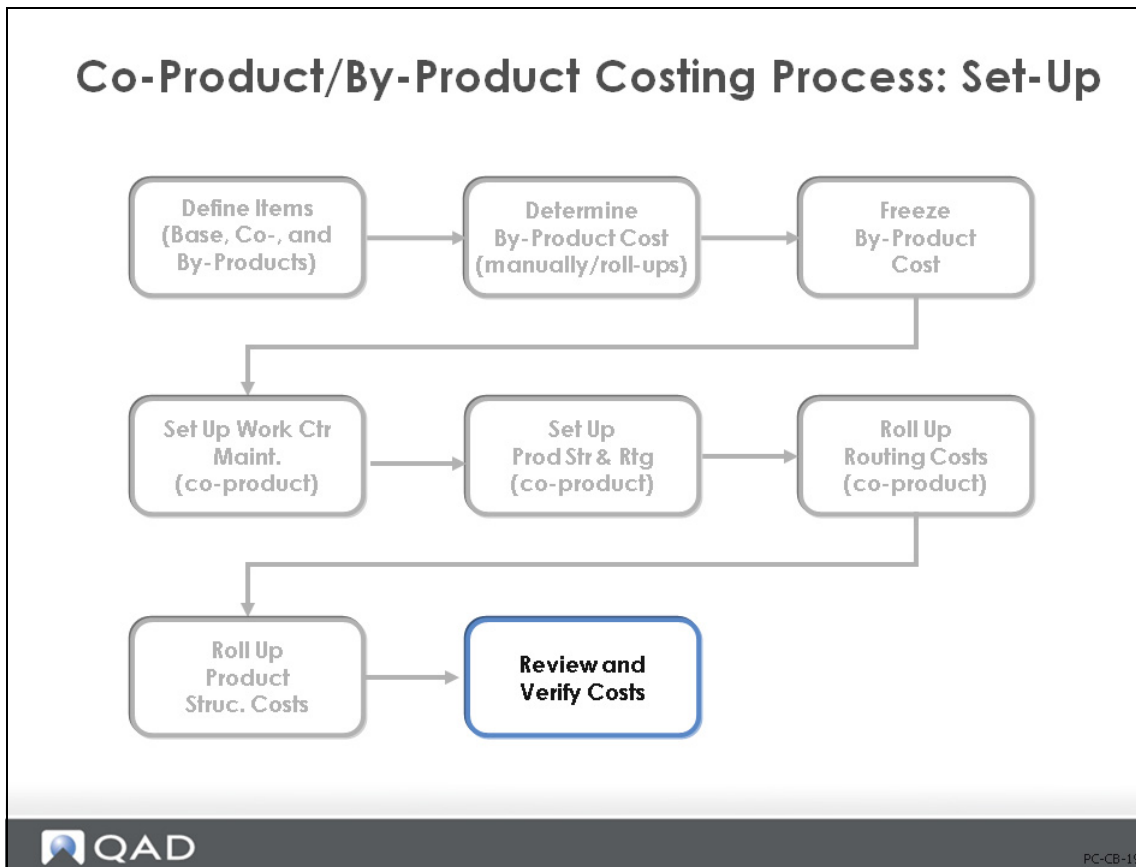 Co-Product/By-Product Costing Process: Set-Up
Define Items
(Base, Co-, and
By-Products)
Determine
By-Product Cost
(manually/roll-ups)
Freeze
By-Product
Cost
Set Up Work Ctr
Maint.
(co-product)
Set Up
Prod Str & Rtg
(co-product)
Roll Up
Routing Costs
(co-product)
Roll Up
Product
Struc. Costs
Review and
Verify Costs
QAD